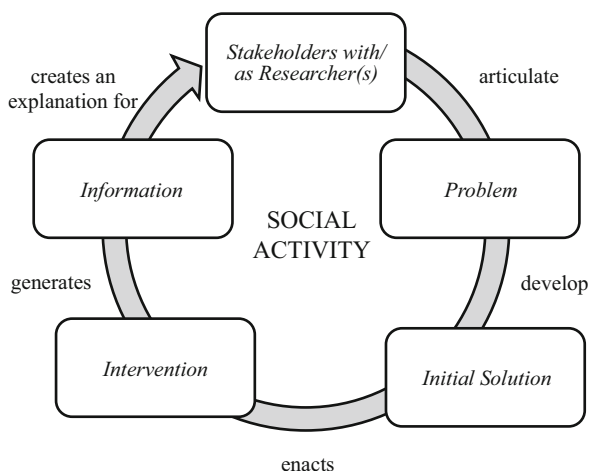 Stakeholders with/
as Researcher(s)
articulate
Problem
develop
Initial Solution
enacts
Intervention
generates
Information
creates an
explanation for
SOCIAL
ACTIVITY